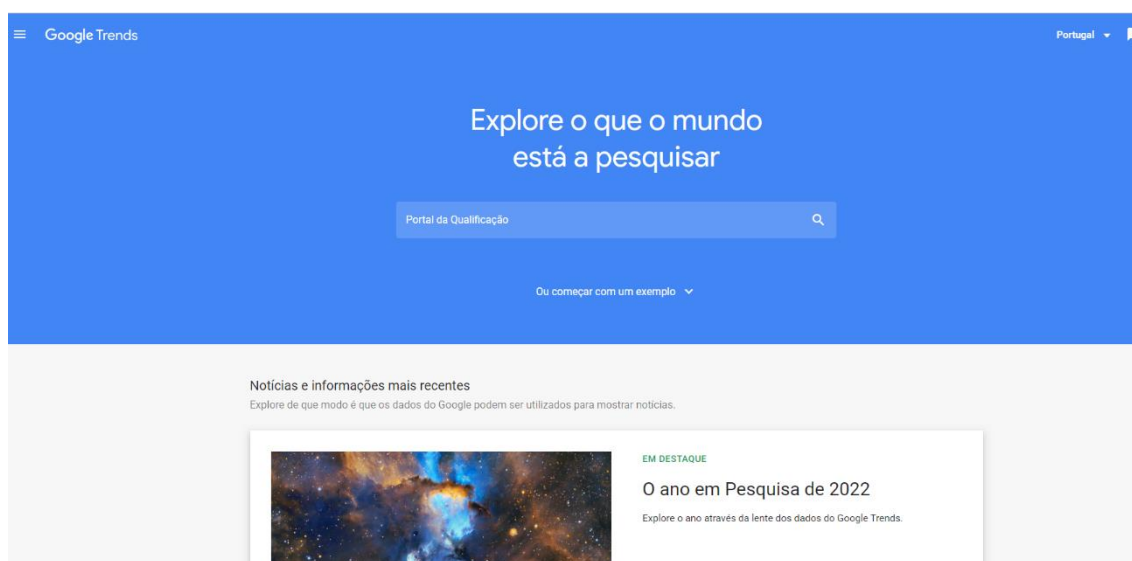 Google Trends
Portugal
Explore o que o mundo
está a pesquisar
Portal da Qualificação
Ou começar com um exemplo
Notícias e informações mais recentes
Explore de que modo é que os dados do Google podem ser utilizados para mostrar notícias.
EM DESTAQUE
O ano em Pesquisa de 2022
Explore o ano através da lente dos dados do Google Trends.